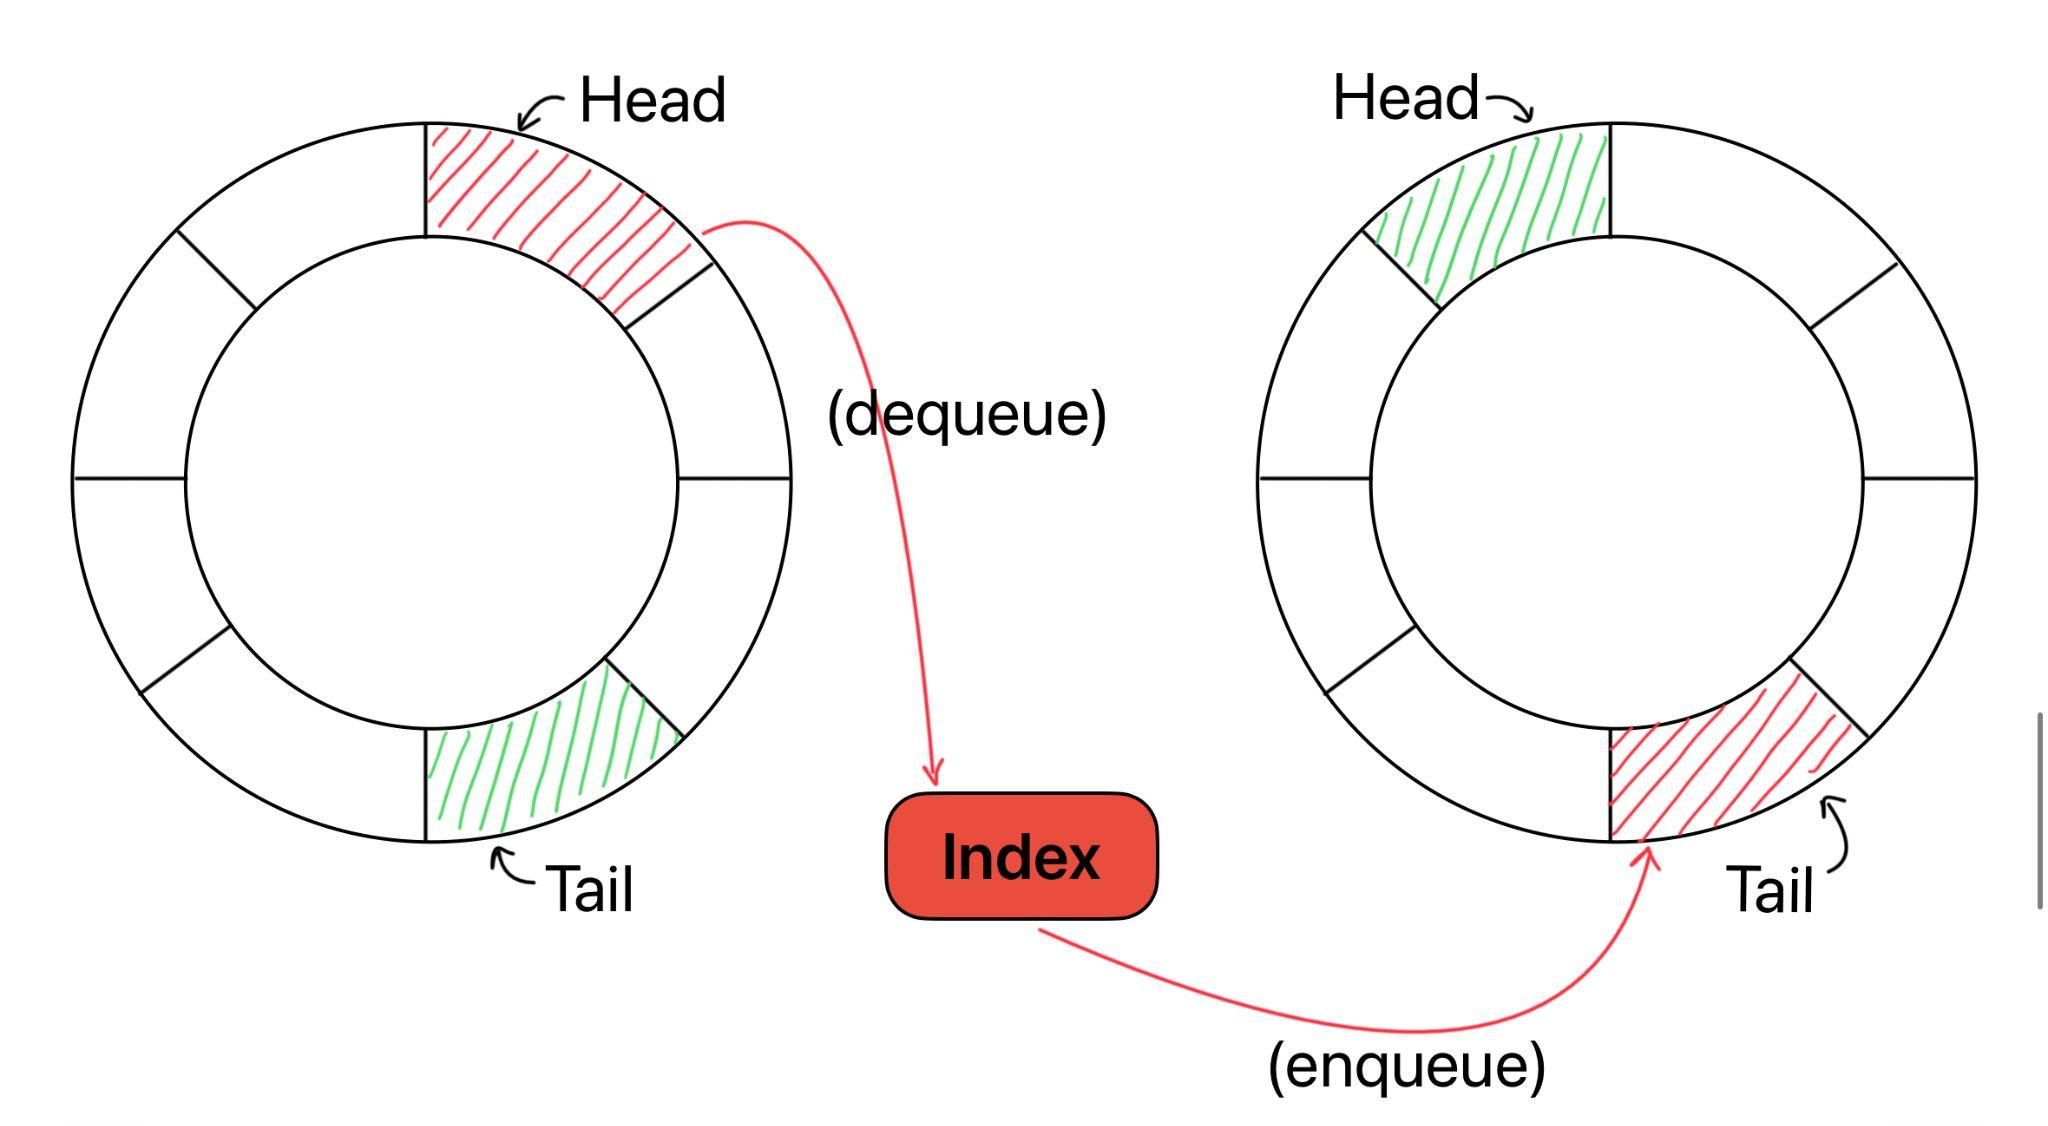 Head
Head
(dequeue)
Index
Tail
Tail
(enqueue)